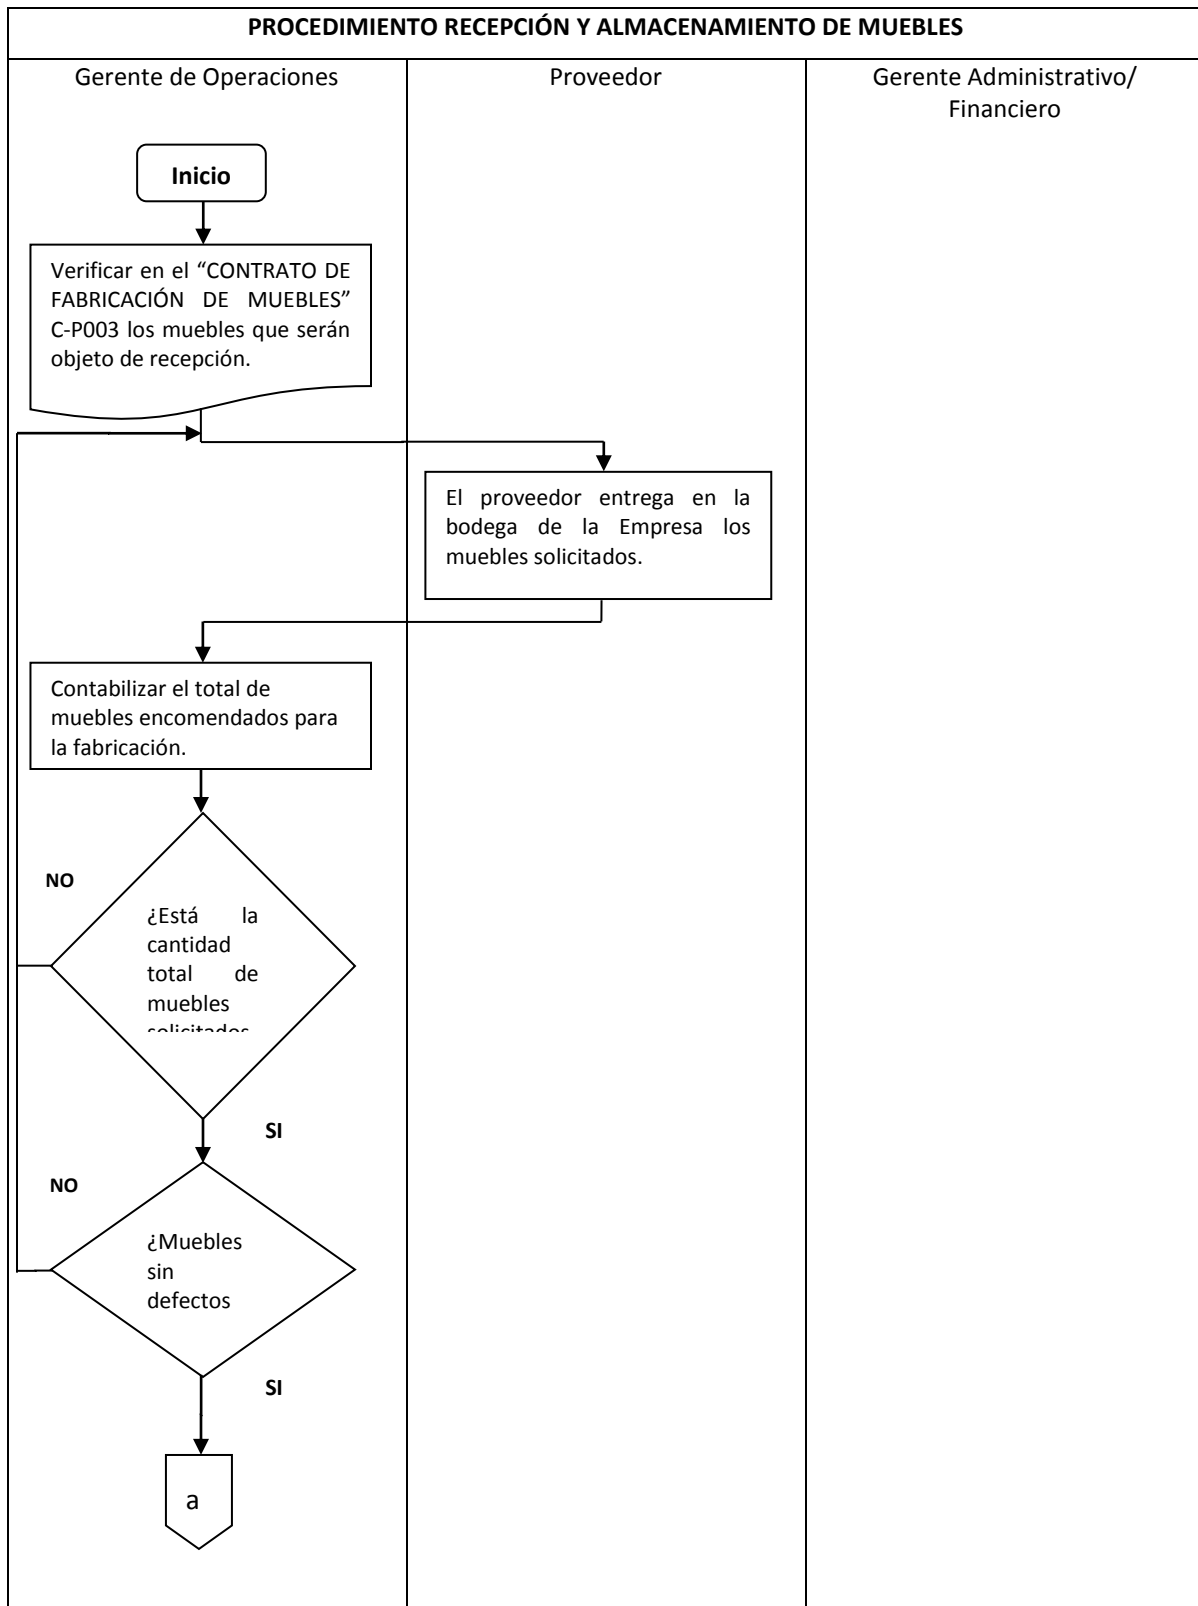 PROCEDIMIENTO RECEPCIÓN Y ALMACENAMIENTO DE MUEBLES
Gerente de Operaciones
Proveedor
Gerente Administrativo/
Financiero
Inicio
Verificar en el “CONTRATO DE
FABRICACIÓN DE MUEBLES”
C-P003 los muebles que serán
objeto de recepción.
El proveedor entrega en la
bodega de la Empresa los
muebles solicitados.
Contabilizar el total de
muebles encomendados para
la fabricación.
NO
¿Está la
cantidad
total de
muebles
solicitados
SI
NO
¿Muebles
sin
defectos
SI
a